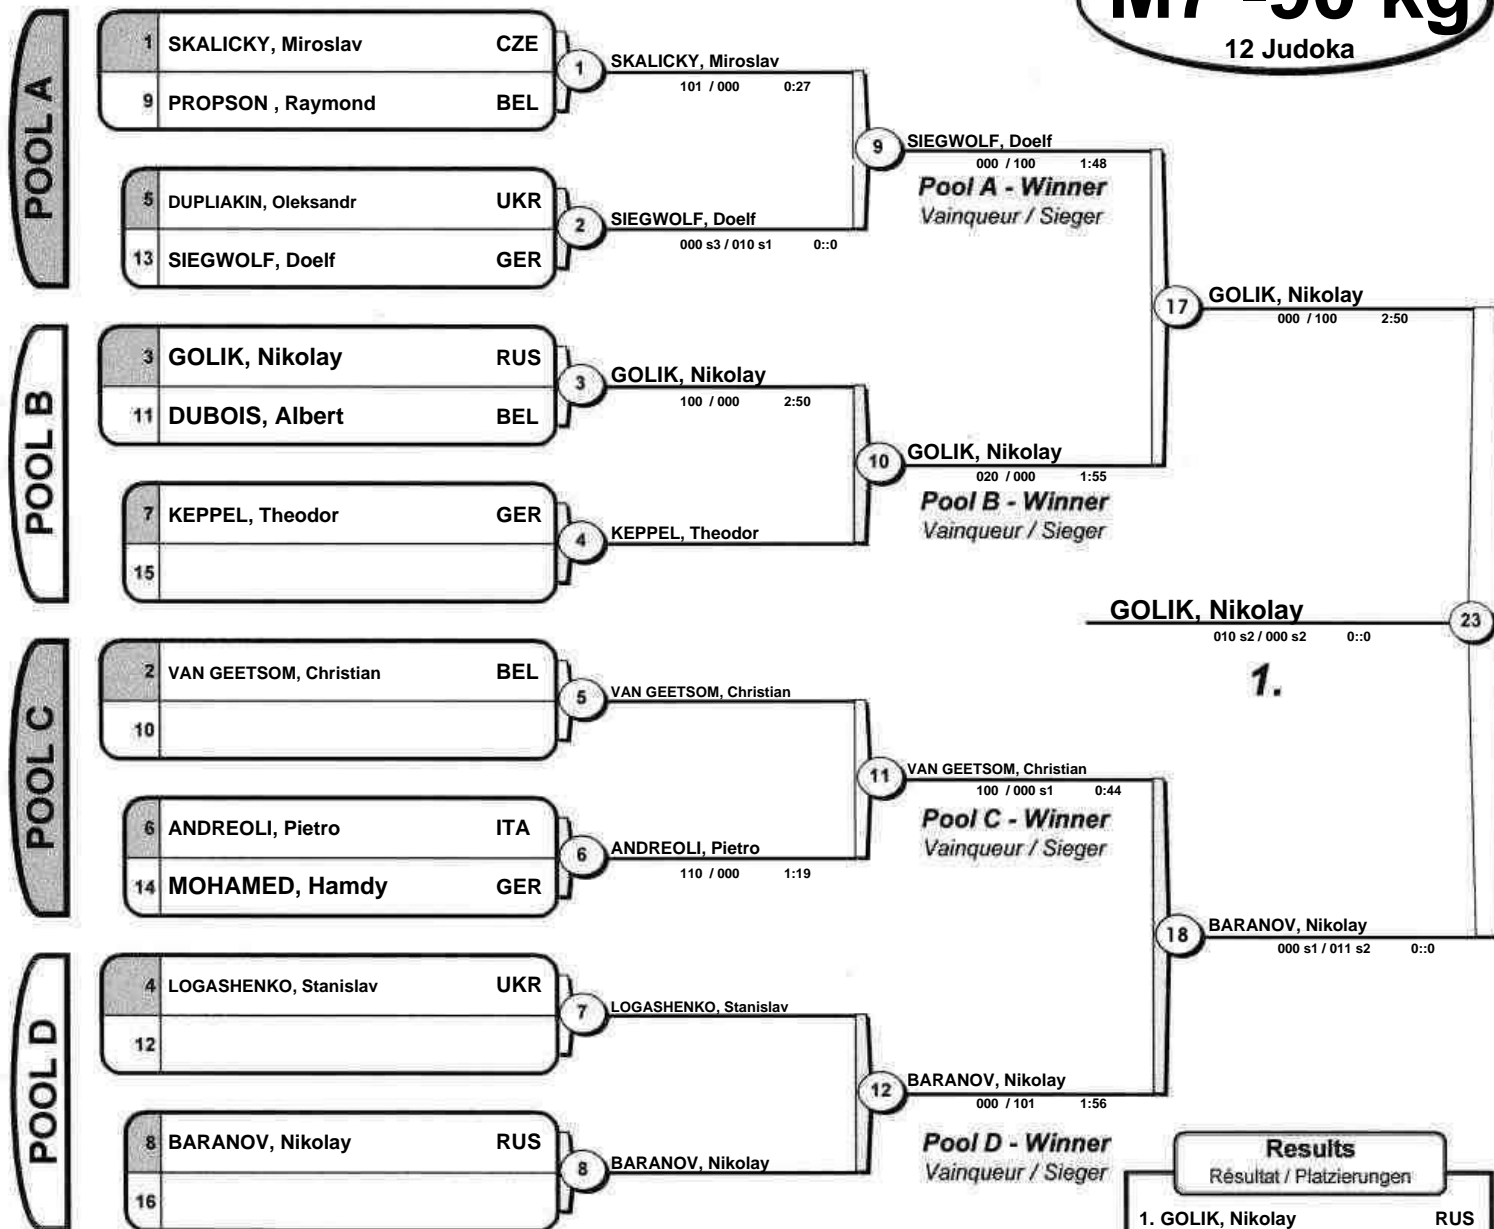 M7 -90 kg
12 Judoka
POOL A
1 SKALICKY, Miroslav CZE
9 PROPSON , Raymond BEL
1
SKALICKY, Miroslav
101 / 000 0:27
5 DUPLIAKIN, Oleksandr UKR
13 SIEGWOLF, Doelf GER
2
SIEGWOLF, Doelf
000 s3 / 010 s1 0::0
9
SIEGWOLF, Doelf
000 / 100 1:48
Pool A - Winner
Vainqueur / Sieger
POOL B
3 GOLIK, Nikolay RUS
11 DUBOIS, Albert BEL
3
GOLIK, Nikolay
100 / 000 2:50
7 KEPPEL, Theodor GER
15
4
KEPPEL, Theodor
10
GOLIK, Nikolay
020 / 000 1:55
Pool B - Winner
Vainqueur / Sieger
17
GOLIK, Nikolay
000 / 100 2:50
GOLIK, Nikolay
010 s2 / 000 s2 0::0
23
1.
POOL C
2 VAN GEETSOM, Christian BEL
10
5
VAN GEETSOM, Christian
6 ANDREOLI, Pietro ITA
14 MOHAMED, Hamdy GER
6
ANDREOLI, Pietro
110 / 000 1:19
11
VAN GEETSOM, Christian
100 / 000 s1 0:44
Pool C - Winner
Vainqueur / Sieger
18
BARANOV, Nikolay
000 s1 / 011 s2 0::0
POOL D
4 LOGASHENKO, Stanislav UKR
12
7
LOGASHENKO, Stanislav
8 BARANOV, Nikolay RUS
16
8
BARANOV, Nikolay
12
BARANOV, Nikolay
000 / 101 1:56
Pool D - Winner
Vainqueur / Sieger
Results
Résultat / Platzierungen
1. GOLIK, Nikolay RUS